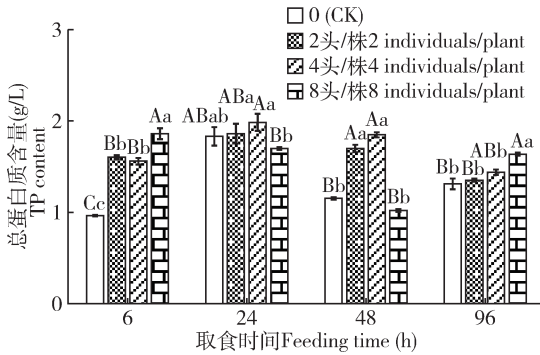 0 (CK)
2头/株2 individuals/plant
4头/株4 individuals/plant
8头/株8 individuals/plant
总蛋白质含量(g/L)
TP content
3
2
1
0
Cc
Bb
Bb
Aa
ABab
ABa
Aa
Bb
Bb
Aa
Aa
Bb
Bb
Bb
ABb
Aa
6
24
48
96
取食时间Feeding time (h)